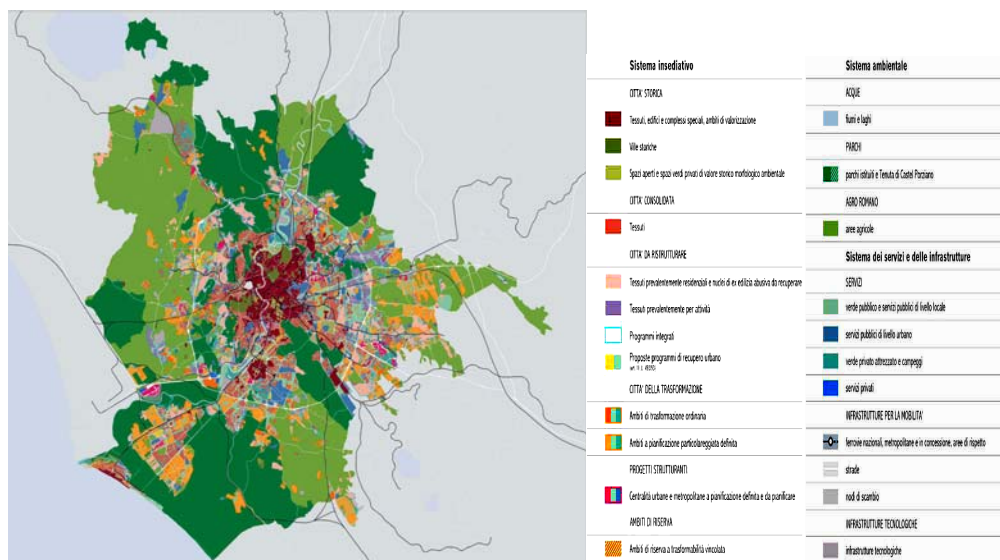 Sistema insediativo
CITTA' STORICA
Tessuti, edifici e complessi speciali, ambiti di valorizzazione
Ville storiche
Spazi aperti e spazi verdi privati di valore storico morfologico ambientale
CITTA' CONSOLIDATA
Tessuti
CITTA' DA RISTRUTTURARE
Tessuti prevalentemente residenziali e nuclei di ex edilizia abusiva da recuperare
Tessuti prevalentemente per attività
Programmi integrati
Proposte programmi di recupero urbano
CITTA' DELLA TRASFORMAZIONE
Ambiti di trasformazione ordinaria
Ambiti a pianificazione particolareggiata definita
PROGETTI STRUTTURANTI
Centralità urbane e metropolitane a pianificazione definita e da pianificare
AMBITI DI RISERVA
Ambiti di riserva a trasformabilità vincolata
Sistema ambientale
ACQUE
fiumi e laghi
PARCHI
parchi istituiti e Tenuta di Castel Porziano
AGRO ROMANO
aree agricole
Sistema dei servizi e delle infrastrutture
SERVIZI
verde pubblico e servizi pubblici di livello locale
servizi pubblici di livello urbano
verde privato attrezzato e campeggi
servizi privati
INFRASTRUTTURE PER LA MOBILITA'
ferrovie nazionali, metropolitane e in concessione, aree di rispetto
strade
nodi di scambio
INFRASTRUTTURE TECNOLOGICHE
infrastrutture tecnologiche